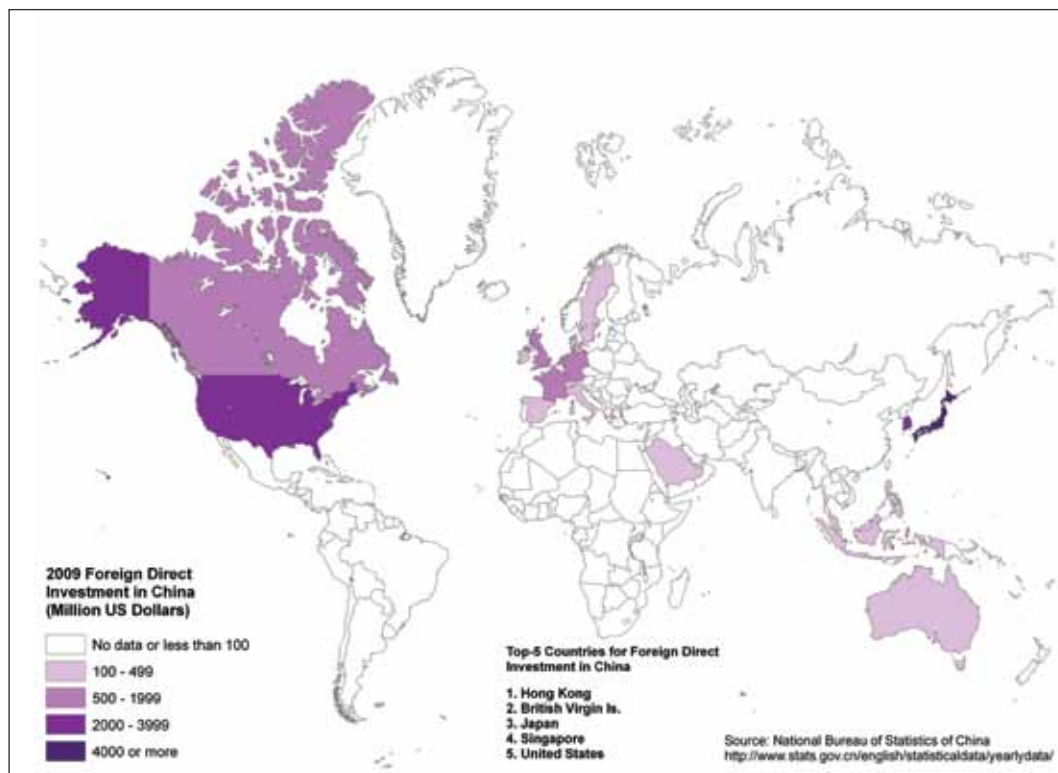 2009 Foreign Direct
Investment in China
(Million US Dollars)
No data or less than 100
100 - 499
500 - 1999
2000 - 3999
4000 or more
Top-5 Countries for Foreign Direct
Investment in China
1. Hong Kong
2. British Virgin Is.
3. Japan
4. Singapore
5. United States
Source: National Bureau of Statistics of China
http://www.stats.gov.cn/english/statisticaldata/yearlydata/